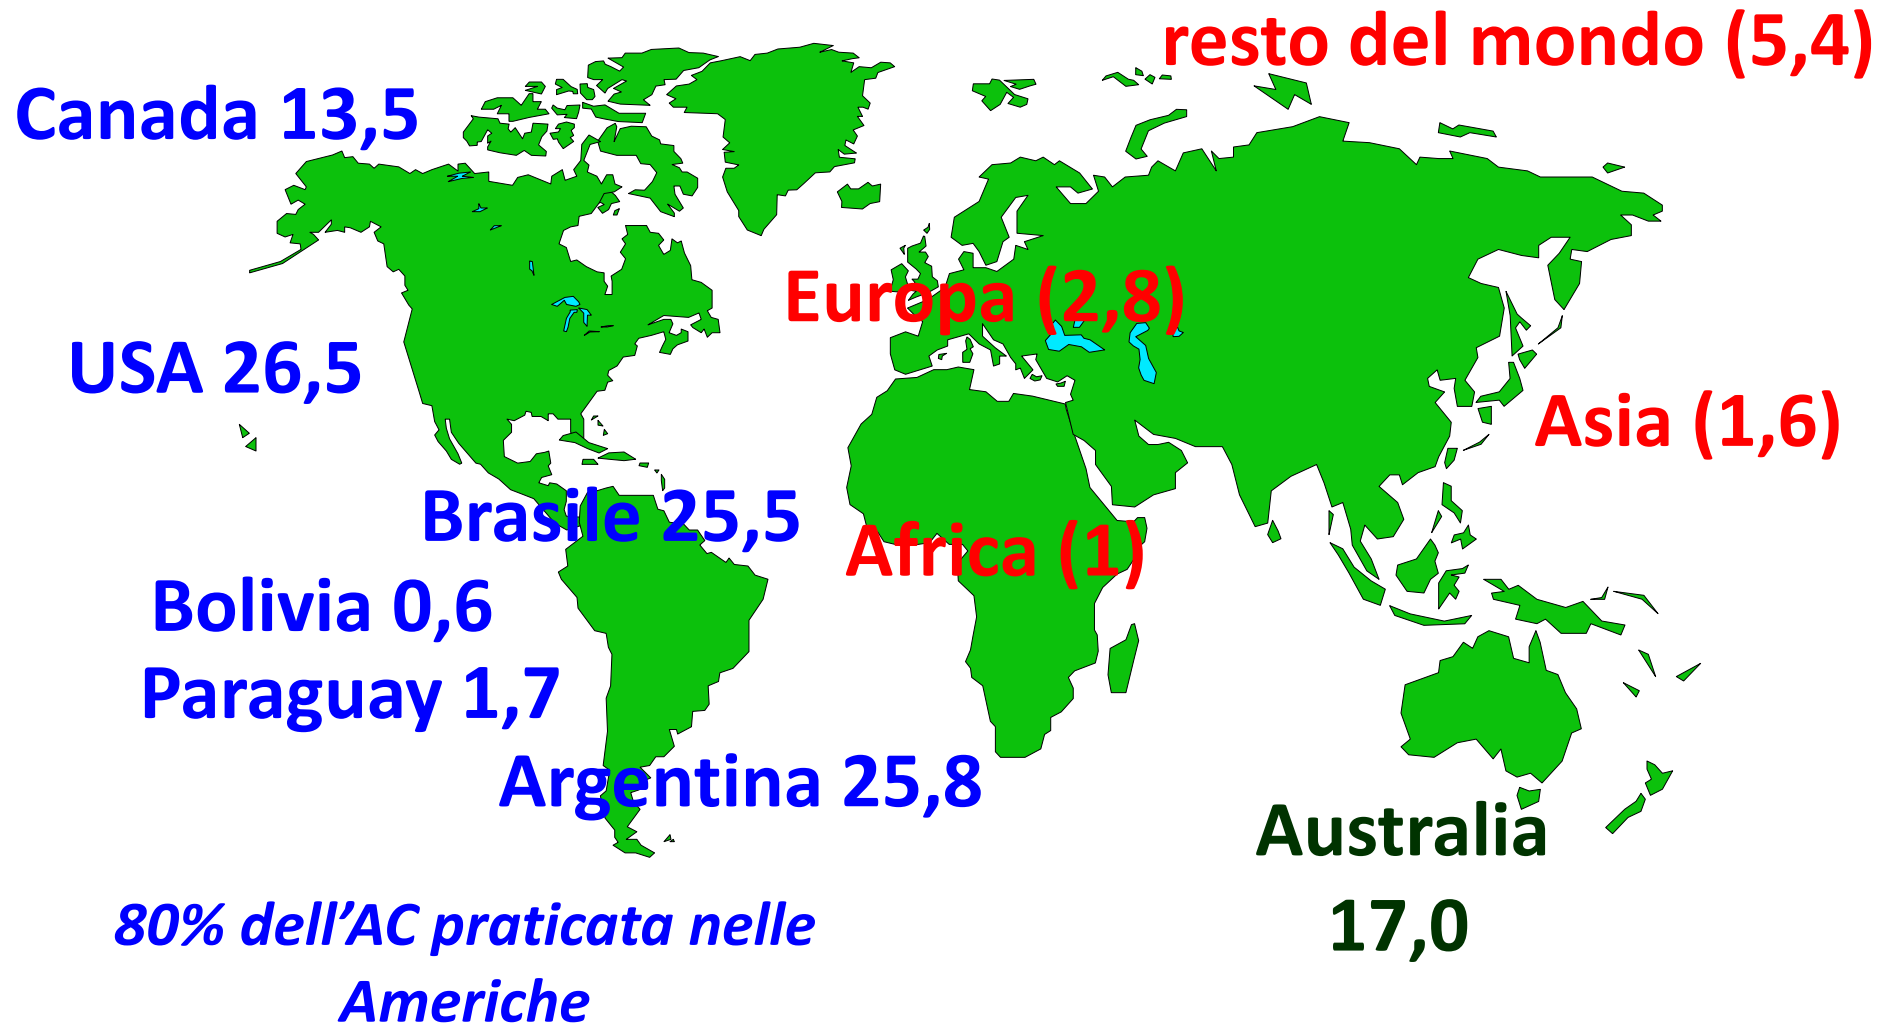 resto del mondo (5,4)
Canada 13,5
Europa (2,8)
USA 26,5
Asia (1,6)
Brasile 25,5
Africa (1)
Bolivia 0,6
Paraguay 1,7
Argentina 25,8
Australia
17,0
80% dell’AC praticata nelle
Americhe